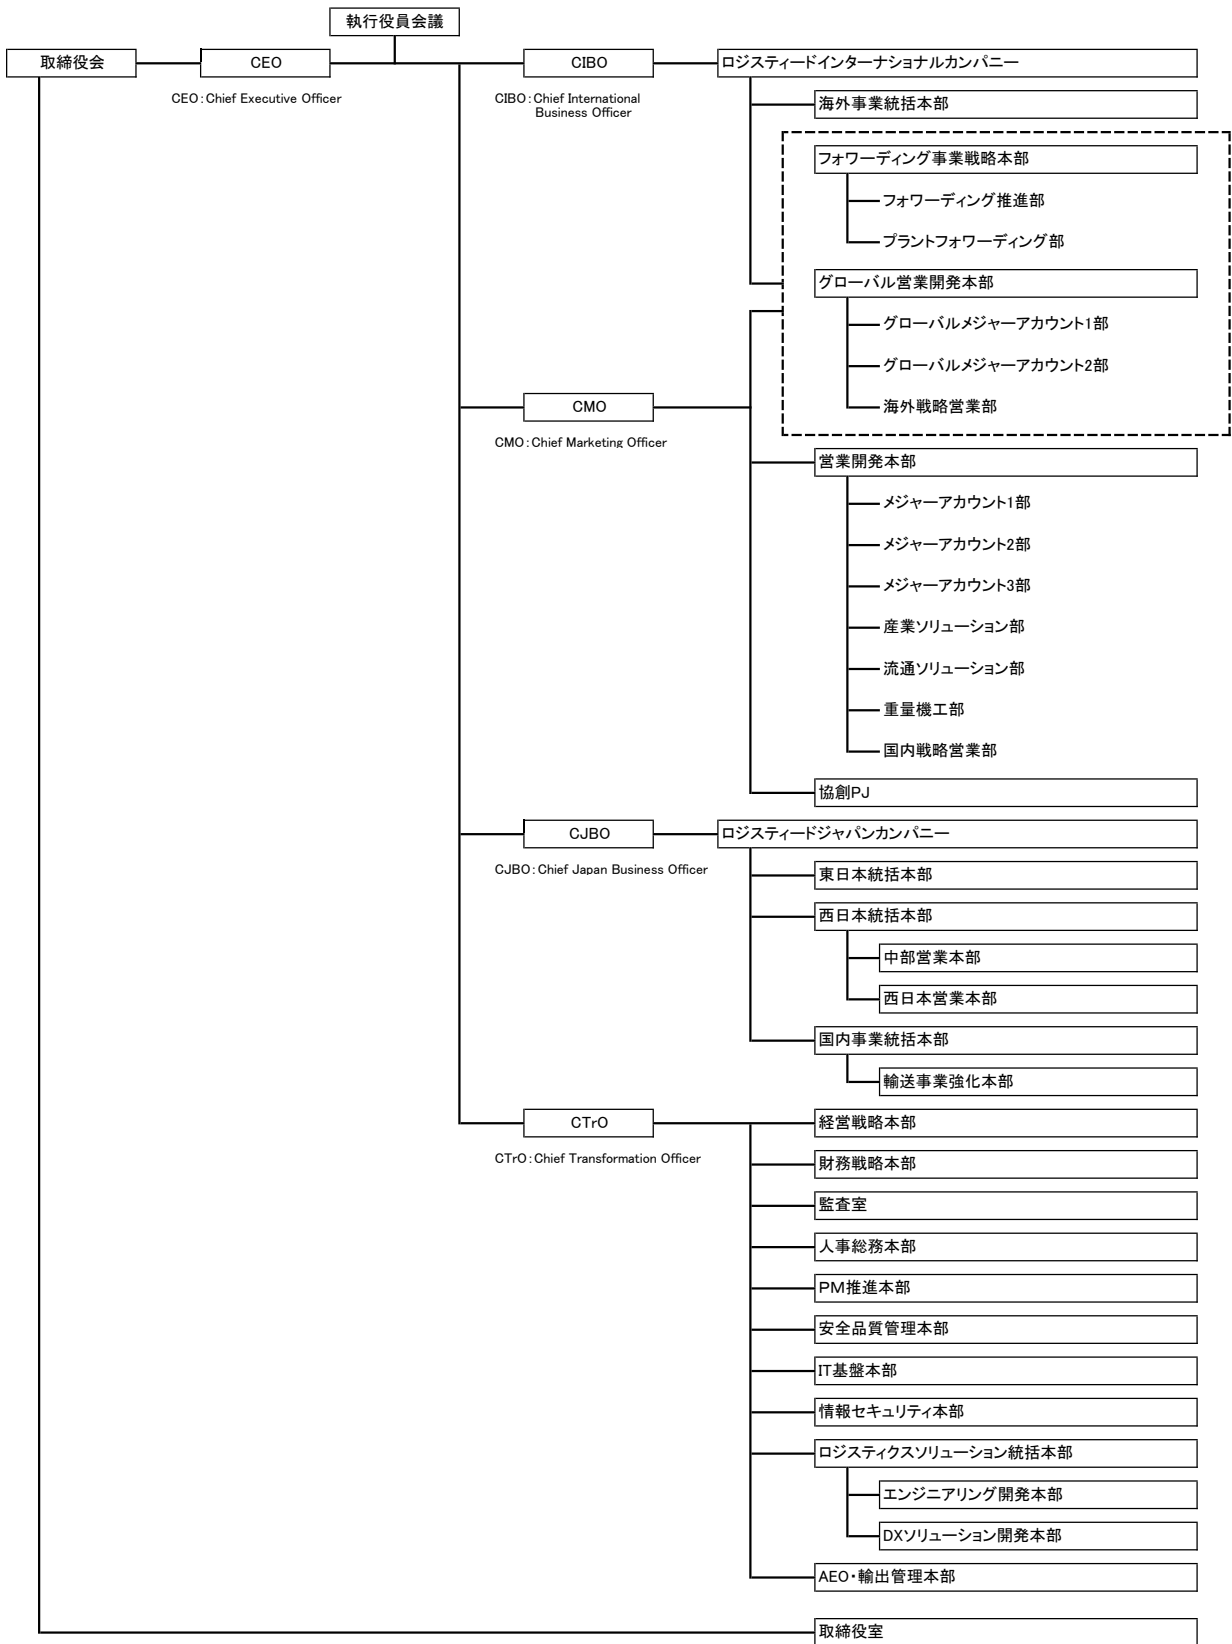 執行役員会議
取締役会
CEO
CIBO
ロジスティードインターナショナルカンパニー
CEO:Chief Executive Officer
CIBO:Chief International
Business Officer
海外事業統括本部
フォワーディング事業戦略本部
フォワーディング推進部
プラントフォワーディング部
グローバル営業開発本部
グローバルメジャーアカウント1部
グローバルメジャーアカウント2部
海外戦略営業部
CMO
CMO:Chief Marketing Officer
営業開発本部
メジャーアカウント1部
メジャーアカウント2部
メジャーアカウント3部
産業ソリューション部
流通ソリューション部
重量機工部
国内戦略営業部
協創PJ
CJBO
ロジスティードジャパンカンパニー
CJBO:Chief Japan Business Officer
東日本統括本部
西日本統括本部
中部営業本部
西日本営業本部
国内事業統括本部
輸送事業強化本部
CTrO
経営戦略本部
CTrO:Chief Transformation Officer
財務戦略本部
監査室
人事総務本部
PM推進本部
安全品質管理本部
IT基盤本部
情報セキュリティ本部
ロジスティクスソリューション統括本部
エンジニアリング開発本部
DXソリューション開発本部
AEO・輸出管理本部
取締役室